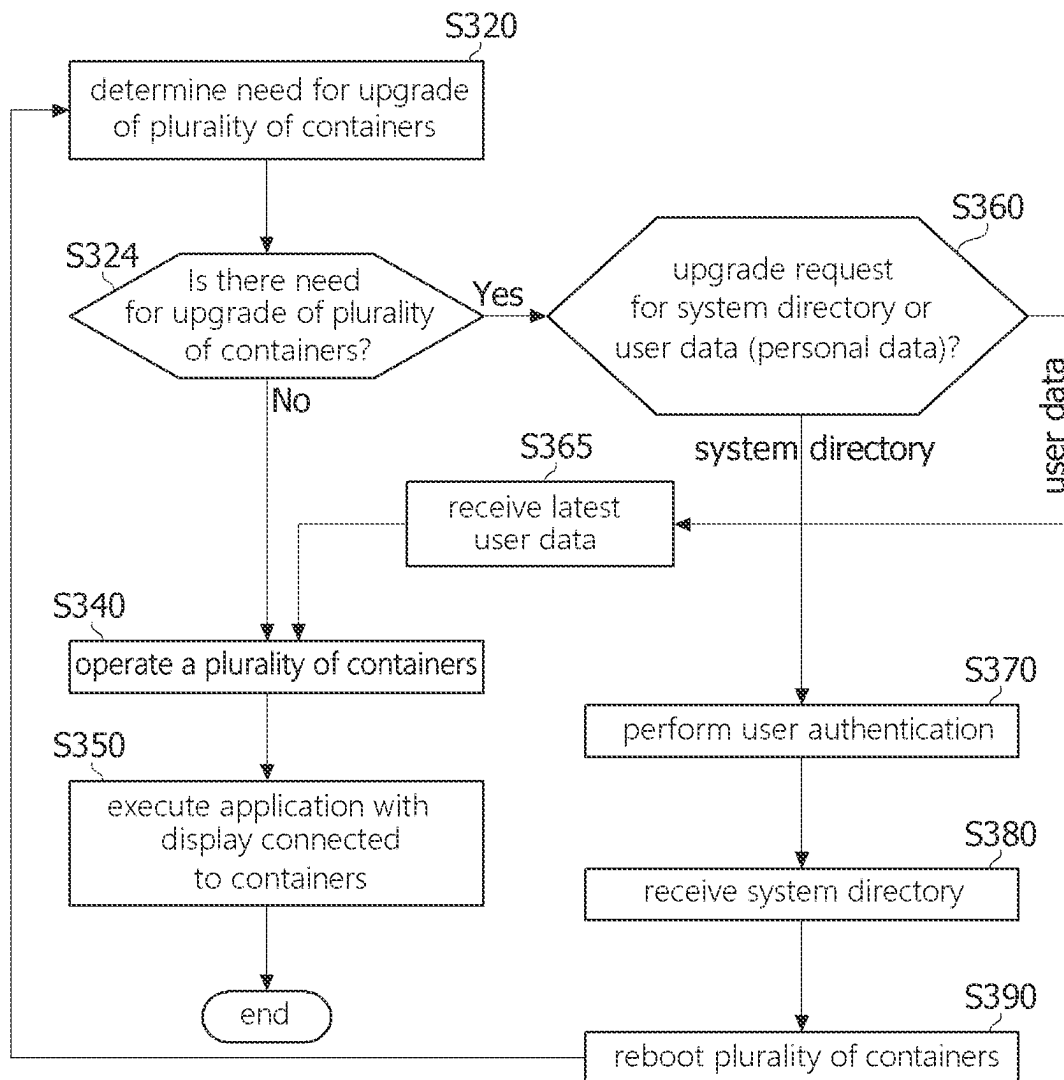 S320
determine need for upgrade
of plurality of containers
S324
Is there need
for upgrade of plurality
of containers?
Yes
No
S360
upgrade request
for system directory or
user data (personal data)?
user data
system directory
S365
receive latest
user data
S340
operate a plurality of containers
S370
perform user authentication
S350
execute application with
display connected
to containers
S380
receive system directory
end
S390
reboot plurality of containers